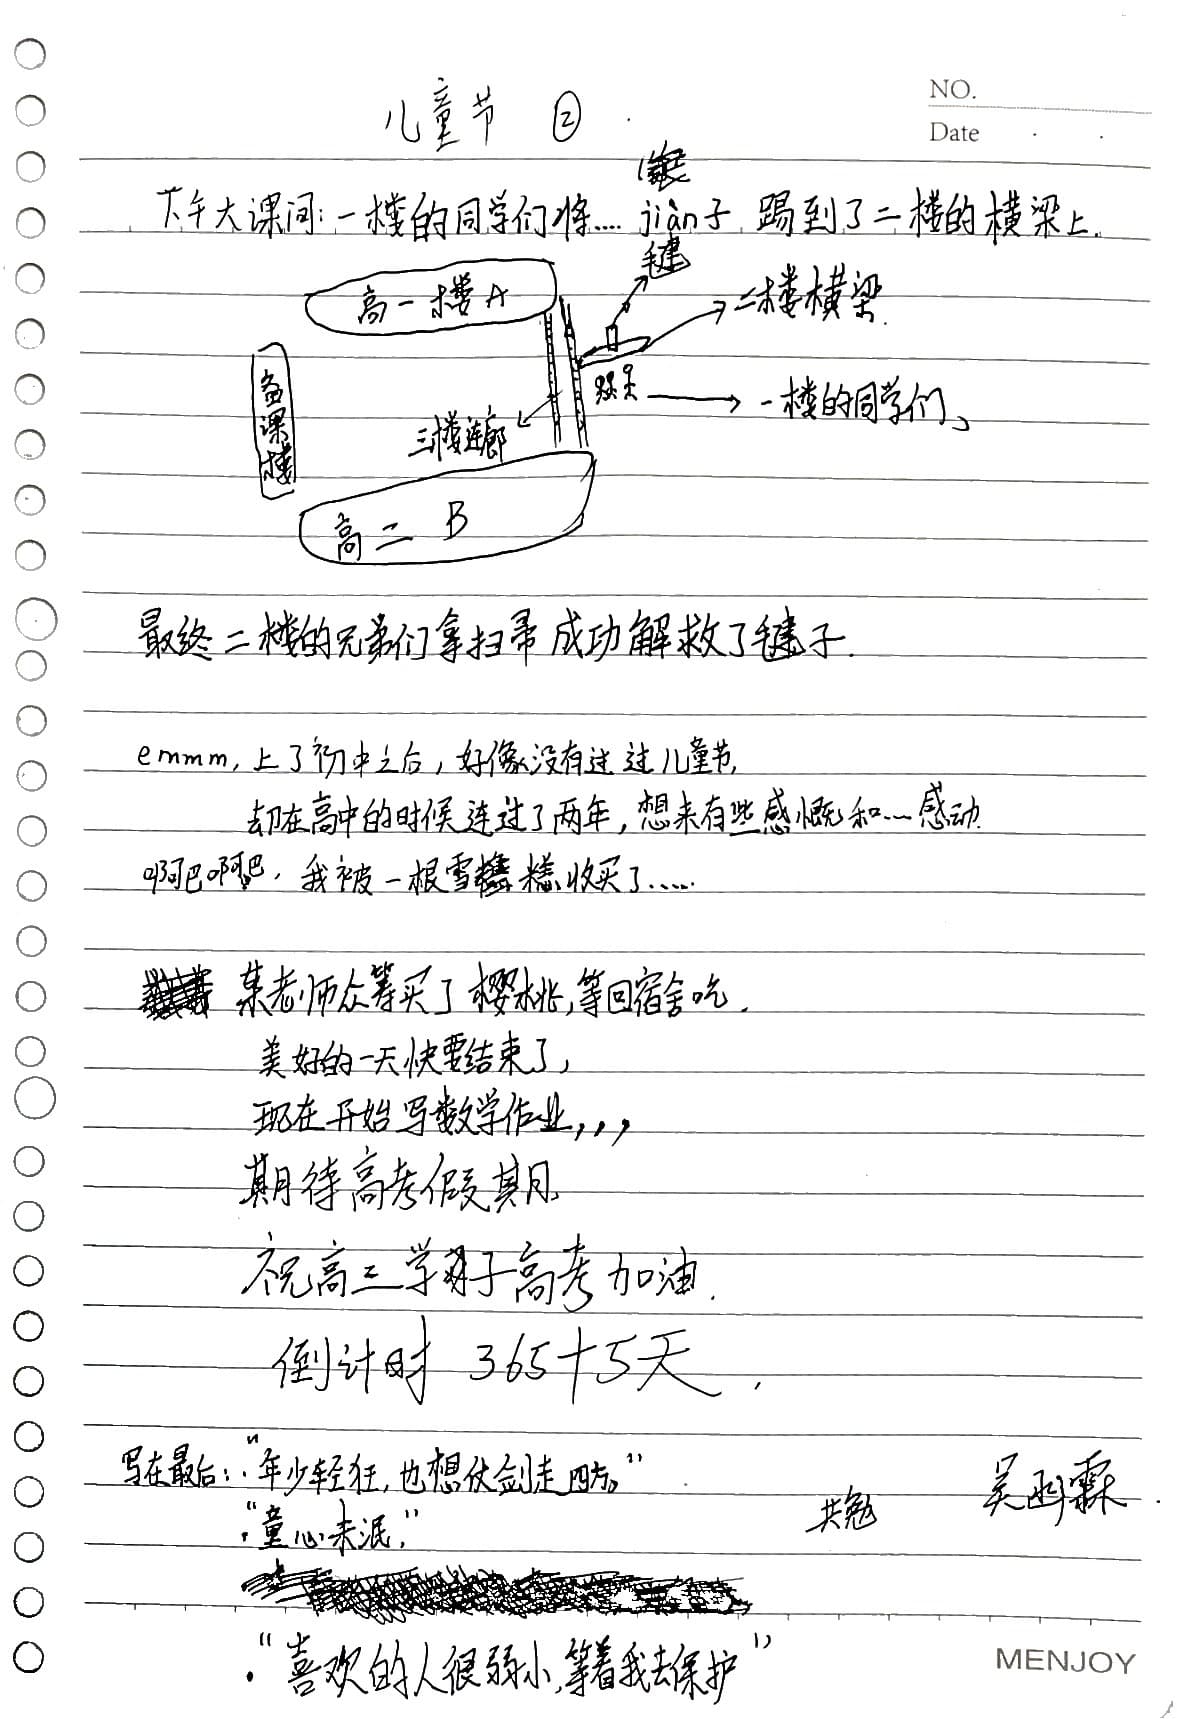 NO.
Date
儿童节 ②
下午大课间:一楼的同学们将.... jiàn子 踢到了二楼的横梁上.
毽
高一楼A
二楼横梁.
备课楼
一楼的同学们、
三楼连廊
高二 B
最终二楼的兄弟们拿扫帚成功解救了毽子.
emmm,上了初中之后,好像没有过过儿童节,
却在高中的时候连过了两年,想来有些感慨和……感动.
啊吧啊吧,我被一根雪糕收买了……
某老师众筹买了樱桃,等回宿舍吃.
美好的一天快要结束了,
现在开始写数学作业,,,
期待高考假期.
祝高三学子高考加油.
倒计时 365+5天.
写在最后:·"年少轻狂,也想仗剑走四方。"
·"童心未泯,"
共勉
吴函霖.
·"喜欢的人很弱小,等着我去保护"
MENJOY